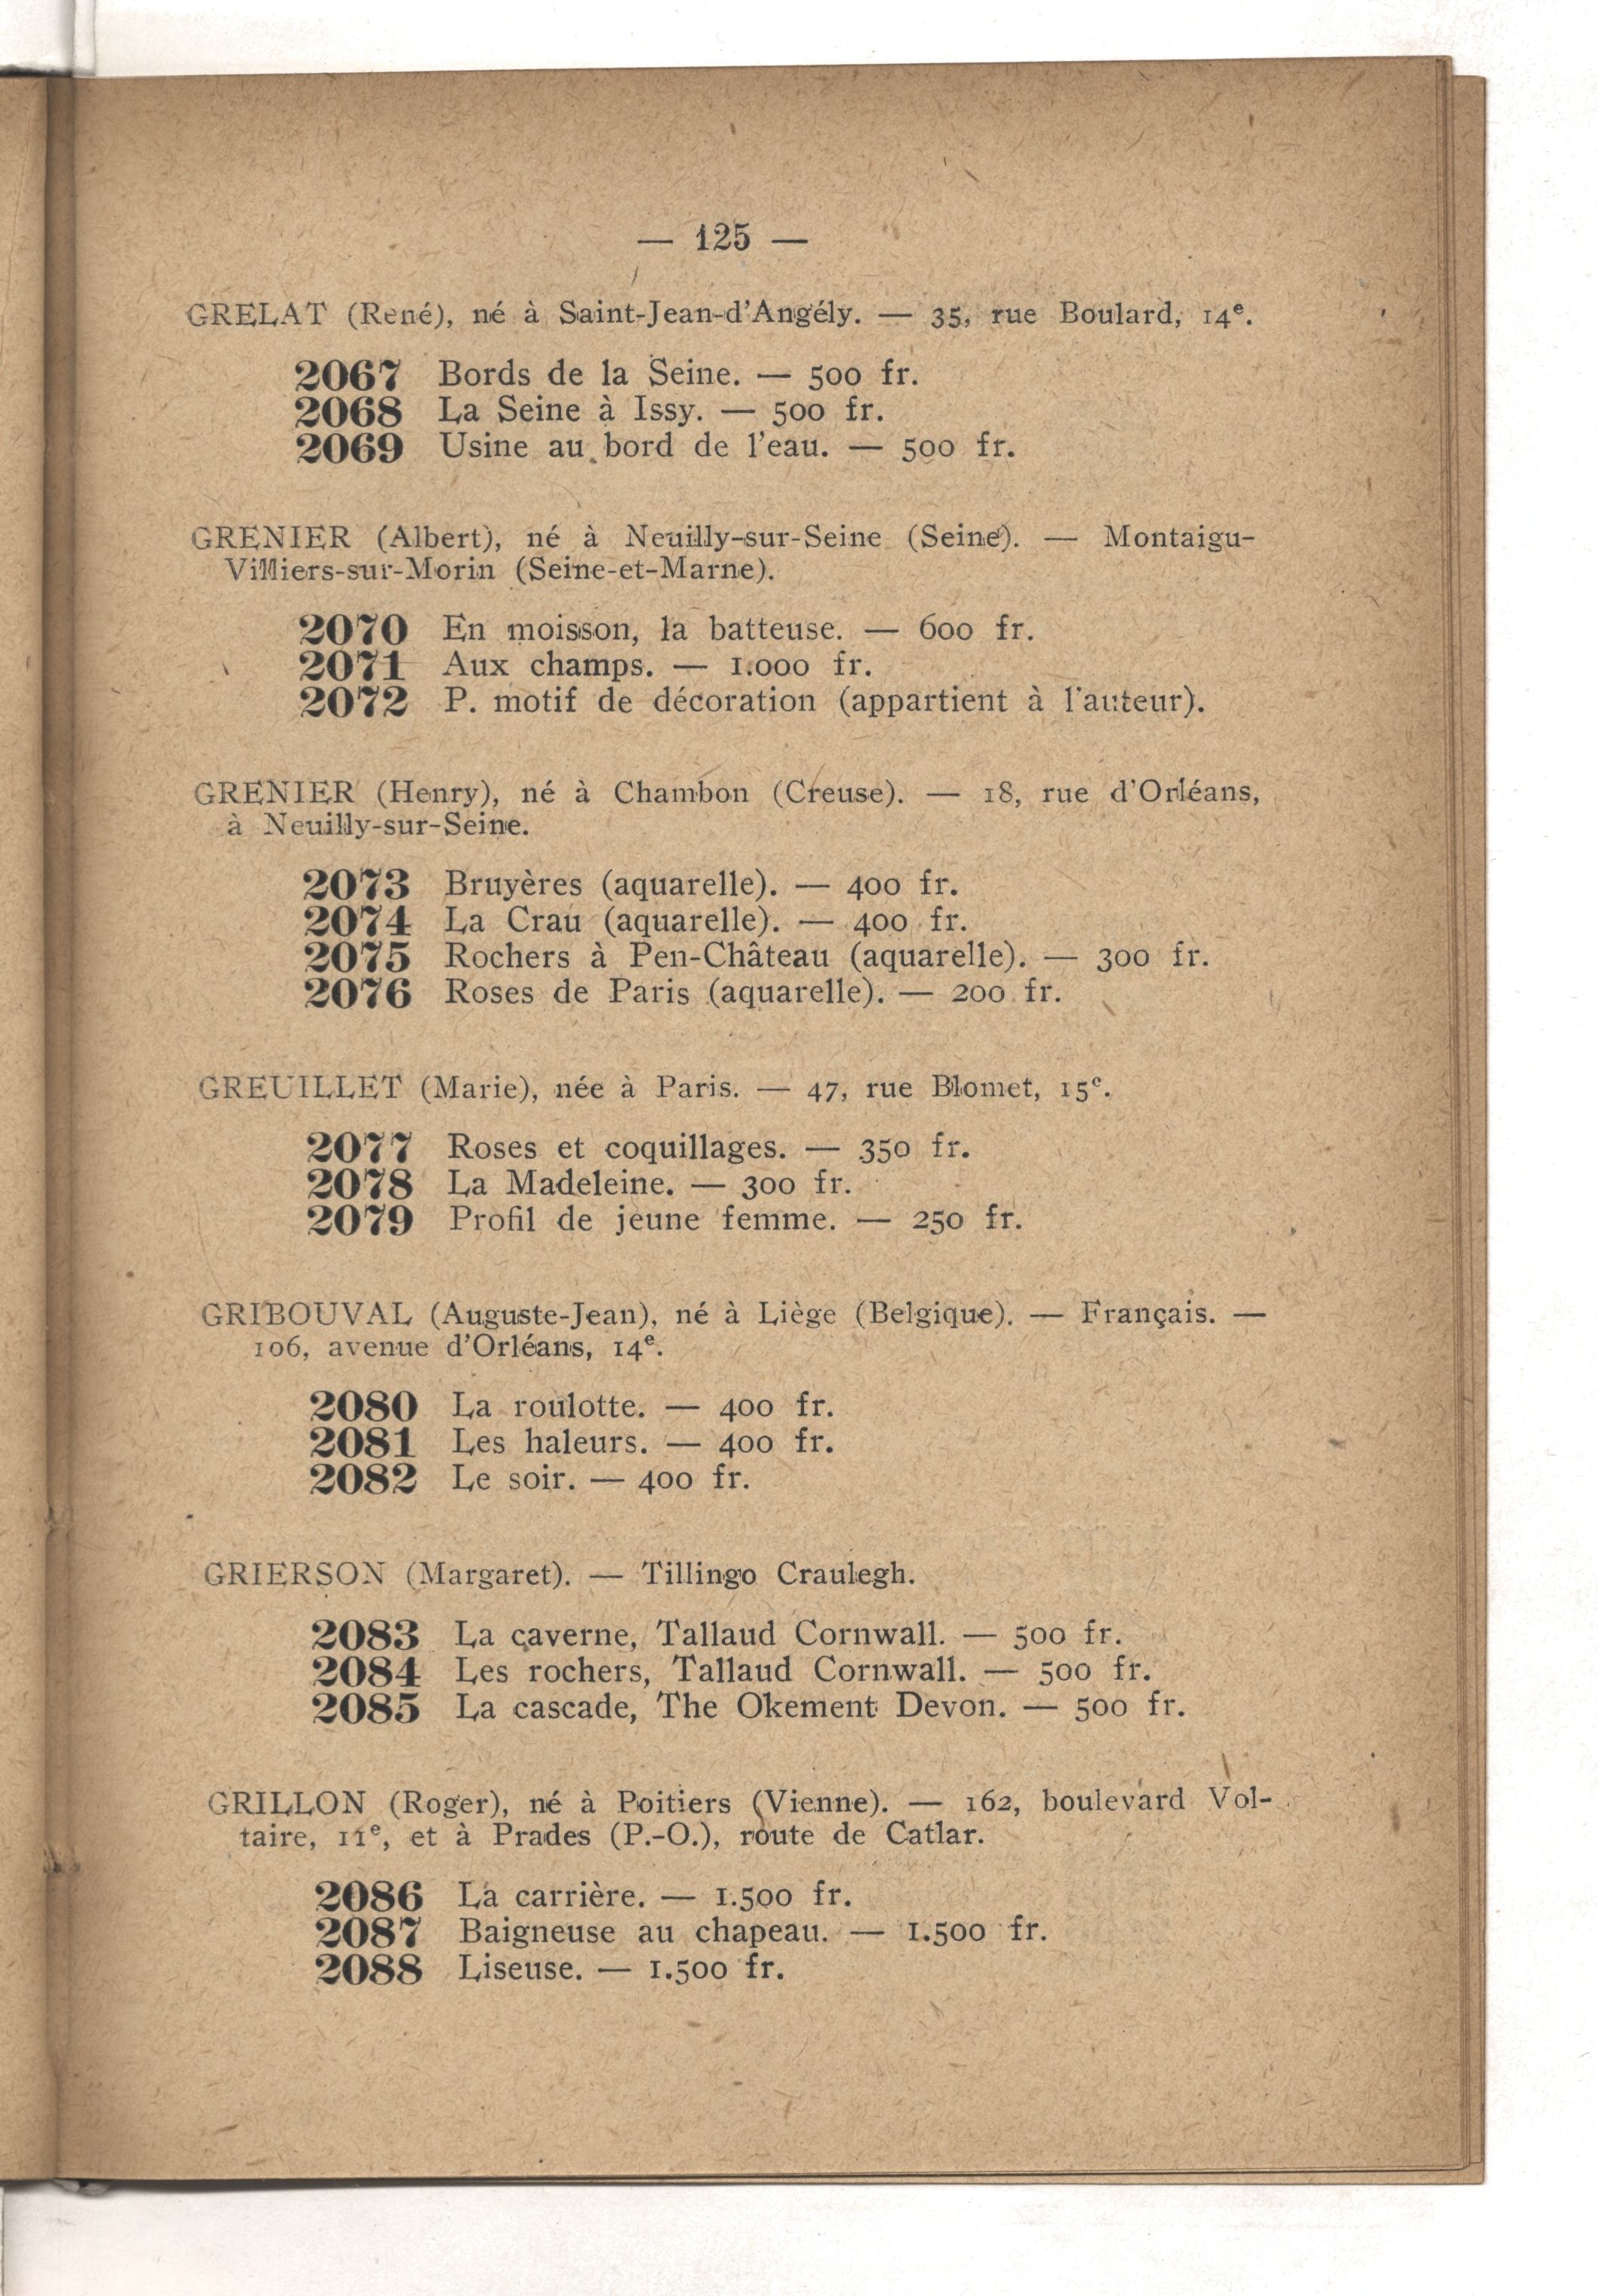 — 125 —
GRELAT (René), né à Saint-Jean-d'Angély. — 35, rue Boulard, 14e.
2067 Bords de la Seine. — 500 fr.
2068 La Seine à Issy. — 500 fr.
2069 Usine au bord de l'eau. — 500 fr.
GRENIER (Albert), né à Neuilly-sur-Seine (Seine). — Montaigu-
Villiers-sur-Morin (Seine-et-Marne).
2070 En moisson, la batteuse. — 600 fr.
2071 Aux champs. — 1.000 fr.
2072 P. motif de décoration (appartient à l'auteur).
GRENIER (Henry), né à Chambon (Creuse). — 18, rue d'Orléans,
à Neuilly-sur-Seine.
2073 Bruyères (aquarelle). — 400 fr.
2074 La Crau (aquarelle). — 400 fr.
2075 Rochers à Pen-Château (aquarelle). — 300 fr.
2076 Roses de Paris (aquarelle). — 200 fr.
GREUILLET (Marie), née à Paris. — 47, rue Blomet, 15e.
2077 Roses et coquillages. — 350 fr.
2078 La Madeleine. — 300 fr.
2079 Profil de jeune femme. — 250 fr.
GRIBOUVAL (Auguste-Jean), né à Liège (Belgique). — Français. —
106, avenue d'Orléans, 14e.
2080 La roulotte. — 400 fr.
2081 Les haleurs. — 400 fr.
2082 Le soir. — 400 fr.
GRIERSON (Margaret). — Tillingo Craulegh.
2083 La caverne, Tallaud Cornwall. — 500 fr.
2084 Les rochers, Tallaud Cornwall. — 500 fr.
2085 La cascade, The Okement Devon. — 500 fr.
GRILLON (Roger), né à Poitiers (Vienne). — 162, boulevard Vol-
taire, 11e, et à Prades (P.-O.), route de Catlar.
2086 La carrière. — 1.500 fr.
2087 Baigneuse au chapeau. — 1.500 fr.
2088 Liseuse. — 1.500 fr.